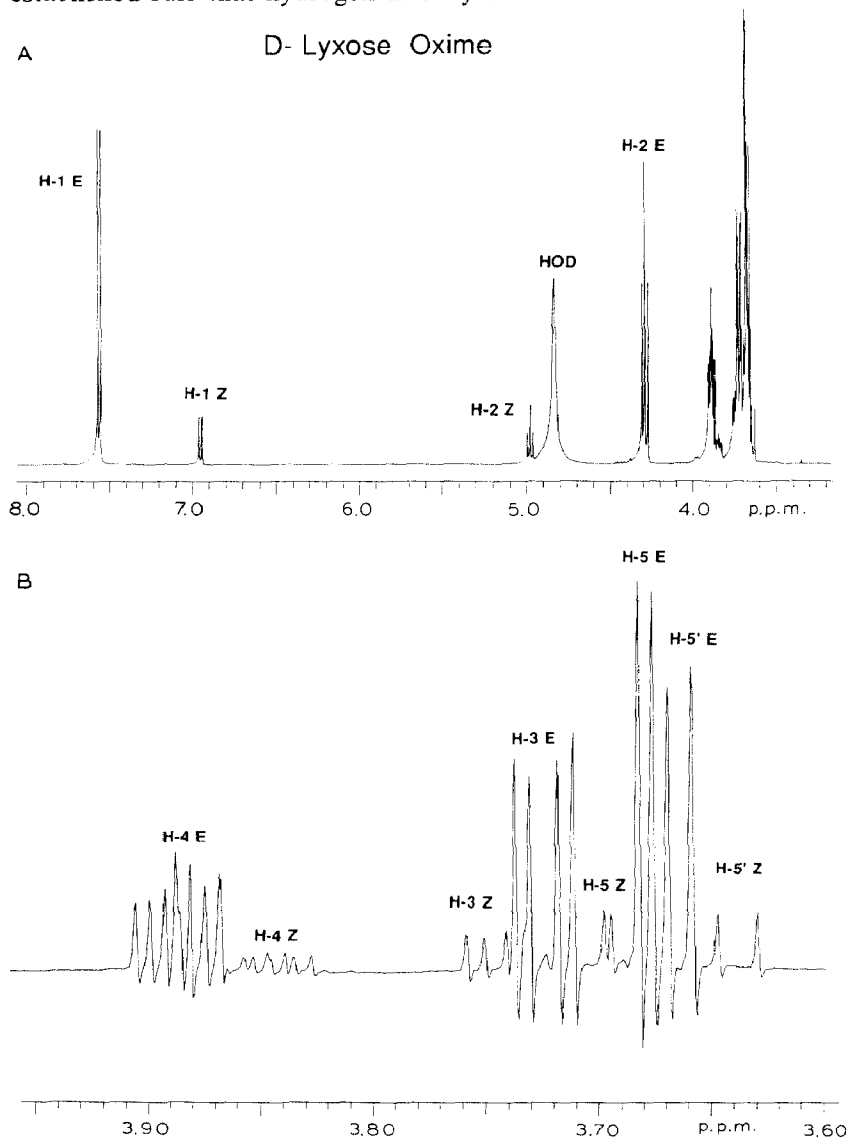 D- Lyxose Oxime
A
H-1 E
H-2 E
HOD
H-1 Z
H-2 Z
8.0 7.0 6.0 5.0 4.0 p.p.m.
B
H-5 E
H-5' E
H-3 E
H-4 E
H-5' Z
H-5 Z
H-3 Z
H-4 Z
3.90 3.80 3.70 p.p.m. 3.60